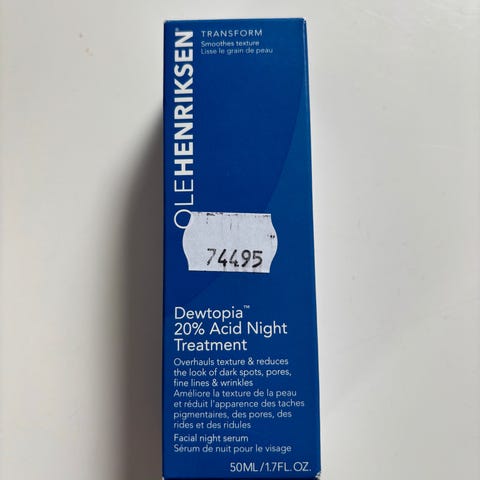 TRANSFORM
Smoothes texture
Lisse le grain de peau
OLEHENRIKSEN®
74495
Dewtopia™
20% Acid Night
Treatment
Overhauls texture & reduces
the look of dark spots, pores,
fine lines & wrinkles
Améliore la texture de la peau
et réduit l'apparence des taches
pigmentaires, des pores, des
rides et des ridules
Facial night serum
Sérum de nuit pour le visage
50ML/1.7FL. OZ.